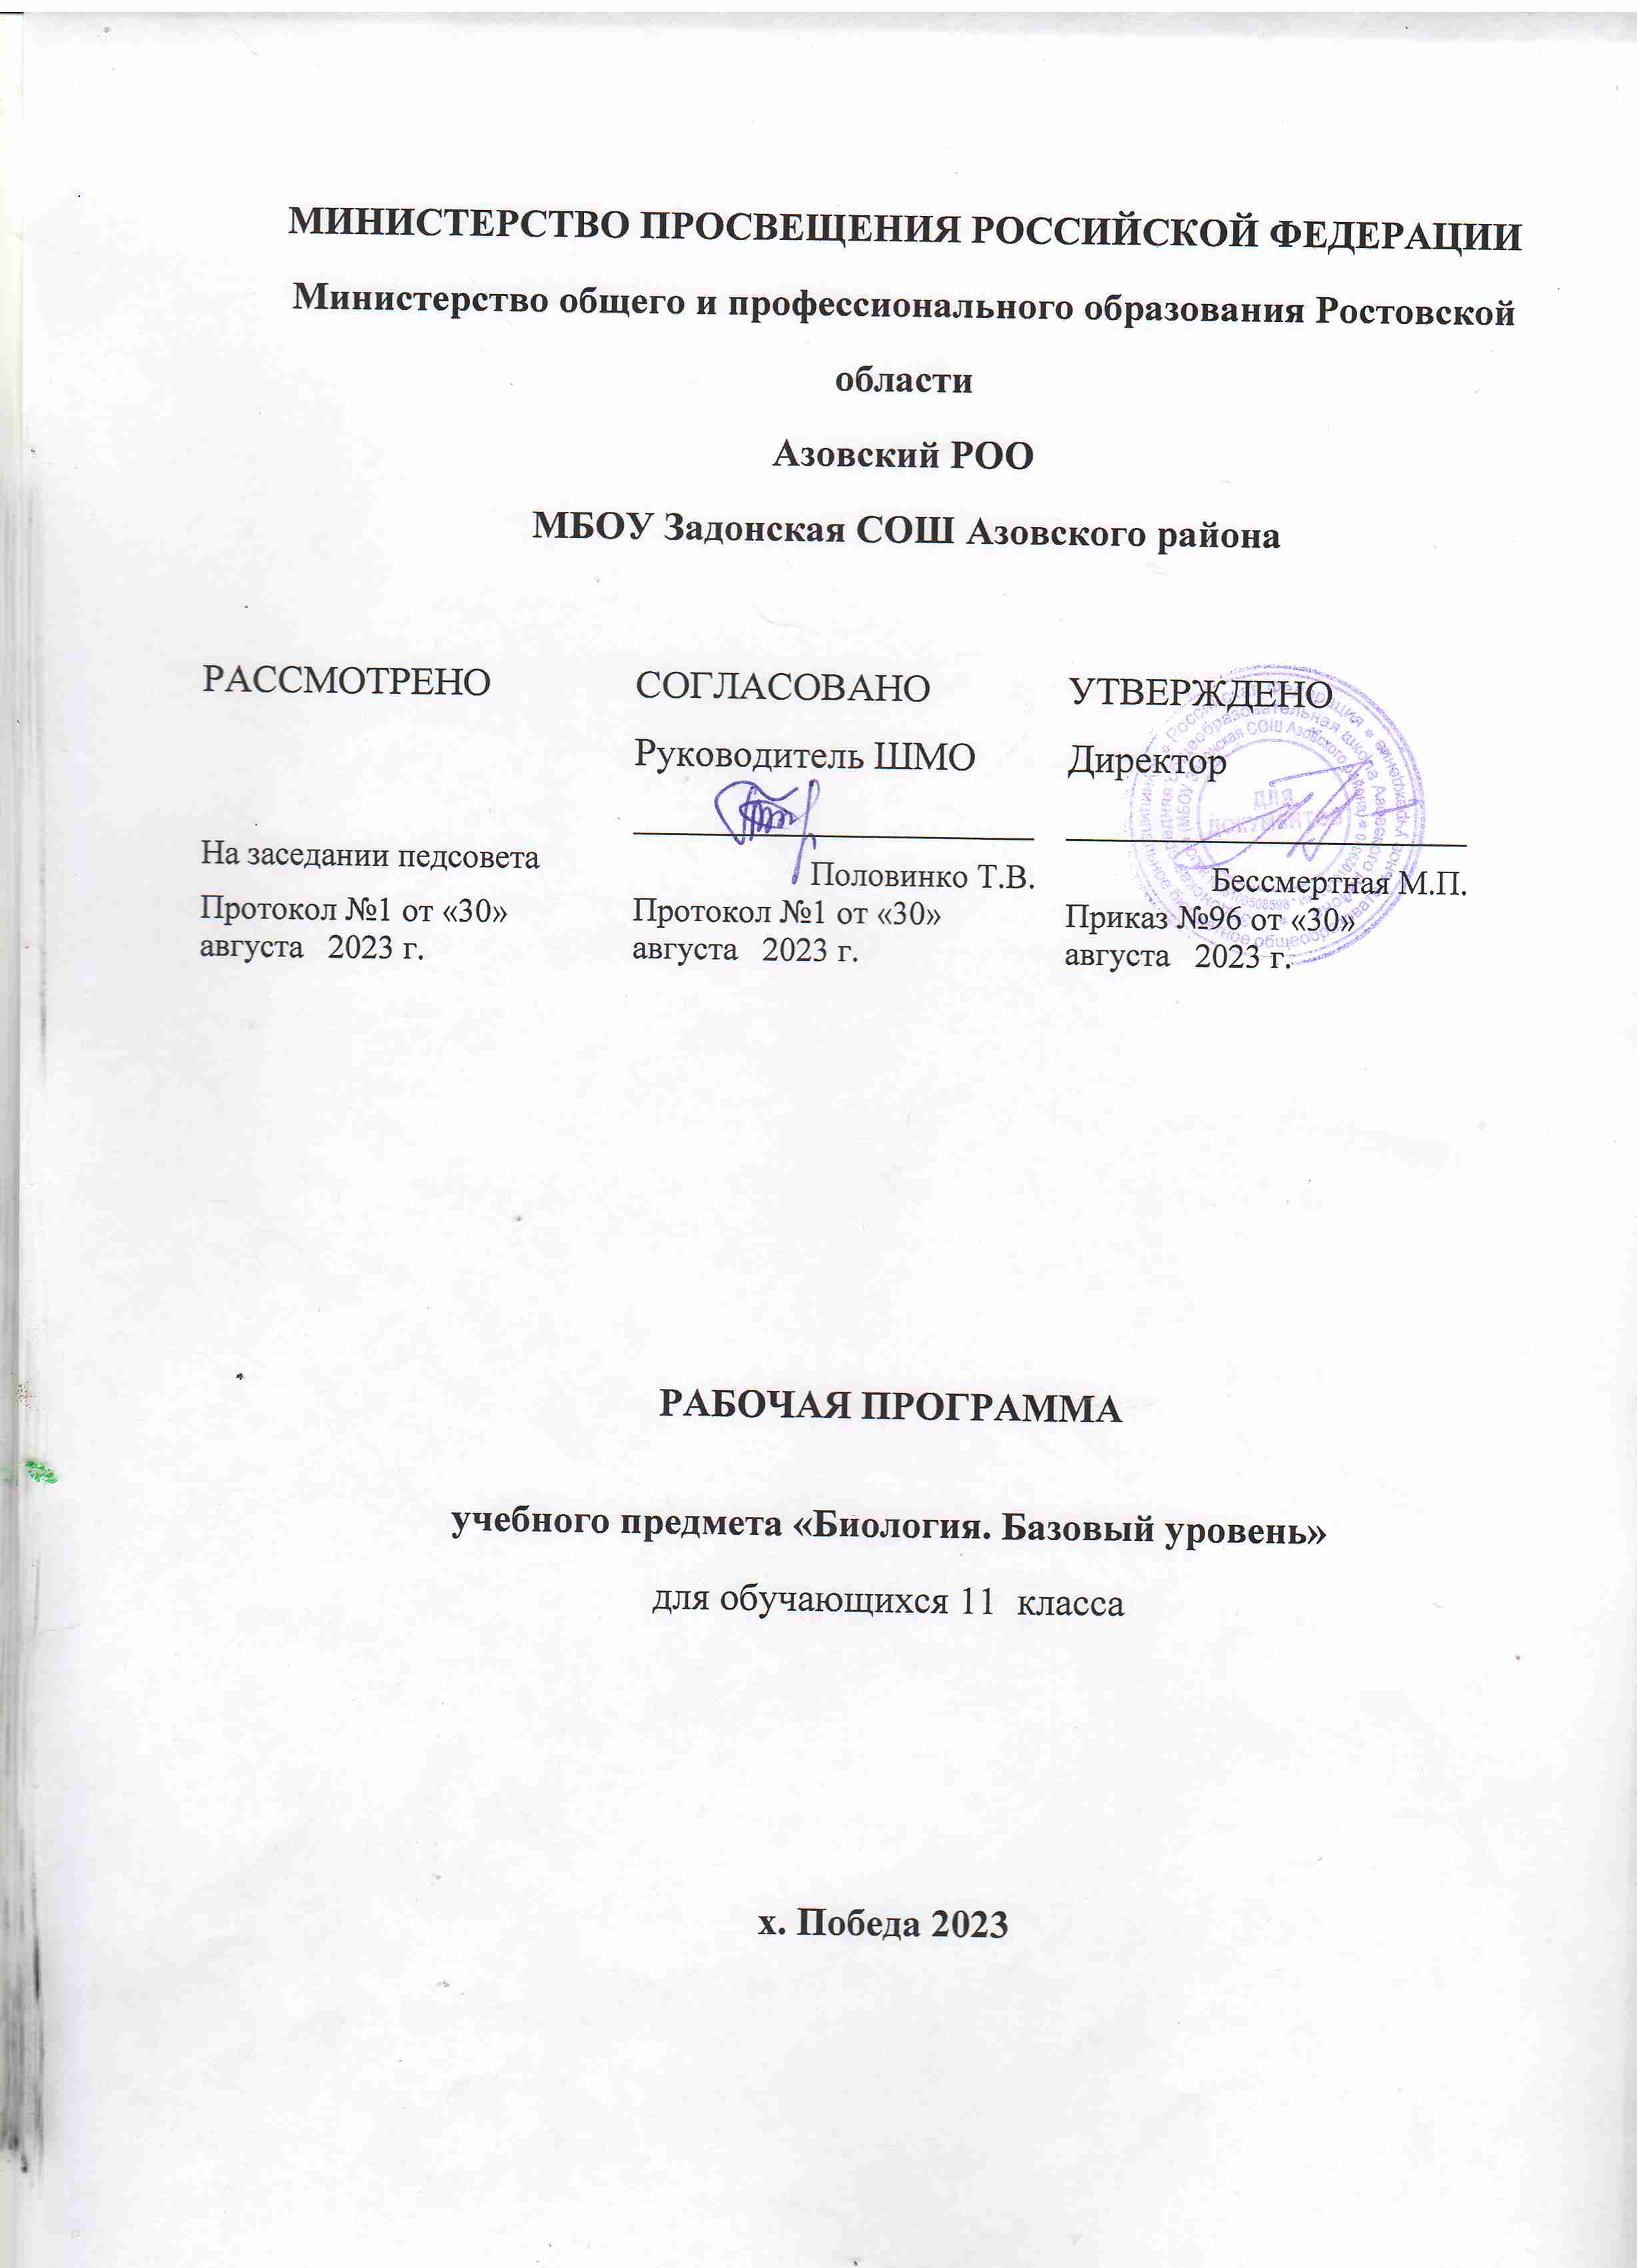 МИНИСТЕРСТВО ПРОСВЕЩЕНИЯ РОССИЙСКОЙ ФЕДЕРАЦИИ
Министерство общего и профессионального образования Ростовской
области
Азовский РОО
МБОУ Задонская СОШ Азовского района
РАССМОТРЕНО
На заседании педсовета
Протокол №1 от «30»
августа 2023 г.
СОГЛАСОВАНО
Руководитель ШМО
Половинко Т.В.
Протокол №1 от «30»
августа 2023 г.
УТВЕРЖДЕНО
Директор
Бессмертная М.П.
Приказ №96 от «30»
августа 2023 г.
ДЛЯ
ДОКУМЕНТОВ
РАБОЧАЯ ПРОГРАММА
учебного предмета «Биология. Базовый уровень»
для обучающихся 11 класса
х. Победа 2023